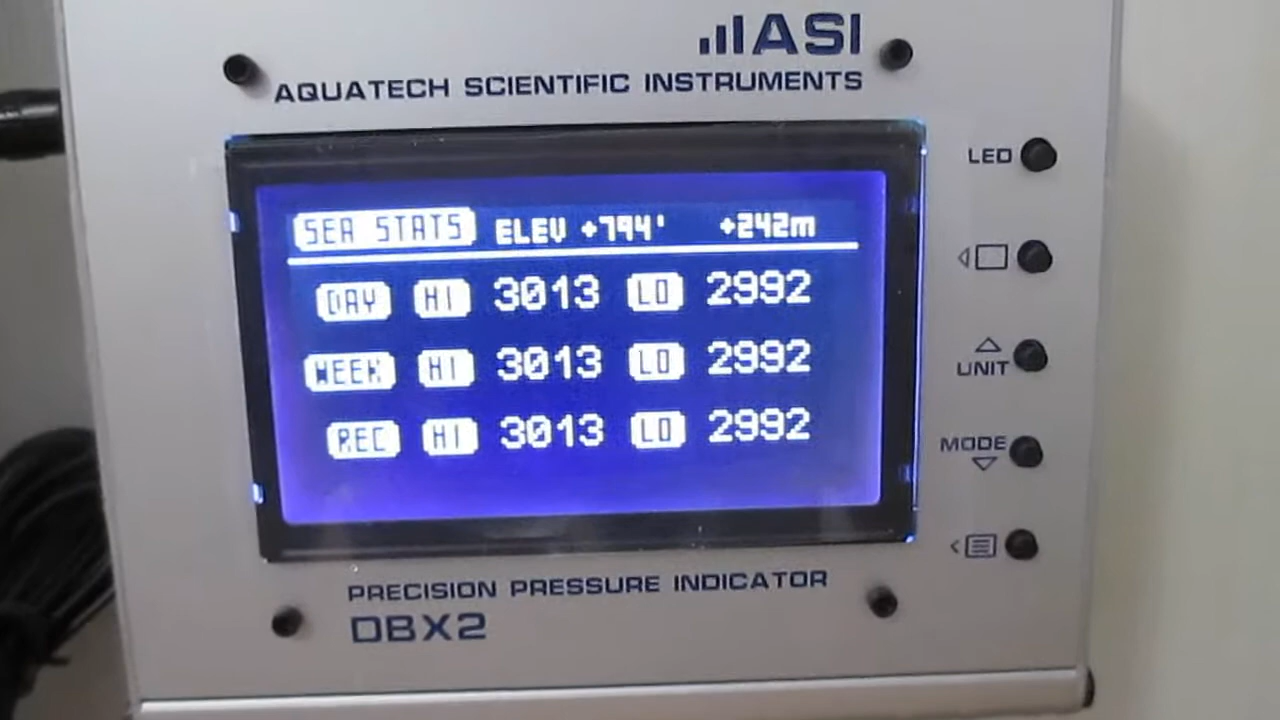 ASI
AQUATECH SCIENTIFIC INSTRUMENTS
LED
SEA STATS ELEV +794' +242m
DAY HI 3013 LO 2992
UNIT
WEEK HI 3013 LO 2992
MODE
REC HI 3013 LO 2992
PRECISION PRESSURE INDICATOR
DBX2